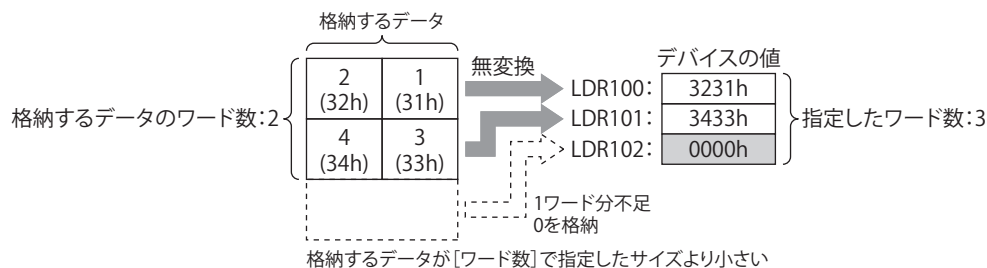 格納するデータ
無変換
デバイスの値
2
(32h)
1
(31h)
LDR100：
3231h
格納するデータのワード数：2
LDR101：
3433h
指定したワード数：3
4
(34h)
3
(33h)
LDR102：
0000h
1ワード分不足
0を格納
格納するデータが［ワード数］で指定したサイズより小さい